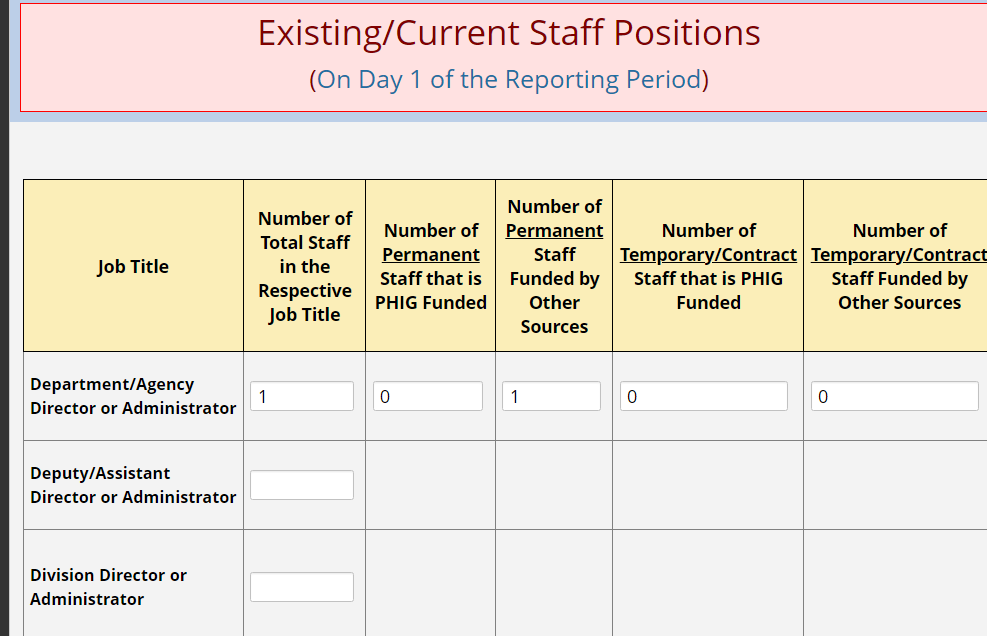 Existing/Current Staff Positions
(On Day 1 of the Reporting Period)
Job Title
Number of
Total Staff
in the
Respective
Job Title
Number of
Permanent
Staff that is
PHIG Funded
Number of
Permanent
Staff
Funded by
Other
Sources
Number of
Temporary/Contract
Staff that is PHIG
Funded
Number of
Temporary/Contract
Staff Funded by
Other Sources
Department/Agency
Director or Administrator
1
0
1
0
0
Deputy/Assistant
Director or Administrator
Division Director or
Administrator